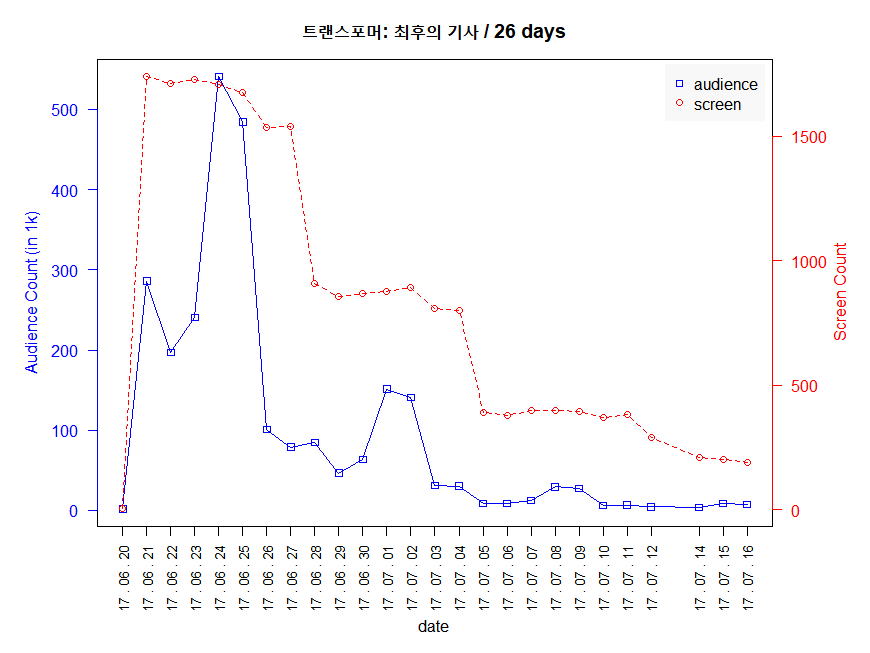 트랜스포머: 최후의 기사 / 26 days
audience
screen
Audience Count (in 1k)
500
400
300
200
100
0
1500
1000
500
0
Screen Count
17 . 06 . 20
17 . 06 . 21
17 . 06 . 22
17 . 06 . 23
17 . 06 . 24
17 . 06 . 25
17 . 06 . 26
17 . 06 . 27
17 . 06 . 28
17 . 06 . 29
17 . 06 . 30
17 . 07 . 01
17 . 07 . 02
17 . 07 . 03
17 . 07 . 04
17 . 07 . 05
17 . 07 . 06
17 . 07 . 07
17 . 07 . 08
17 . 07 . 09
17 . 07 . 10
17 . 07 . 11
17 . 07 . 12
17 . 07 . 14
17 . 07 . 15
17 . 07 . 16
date